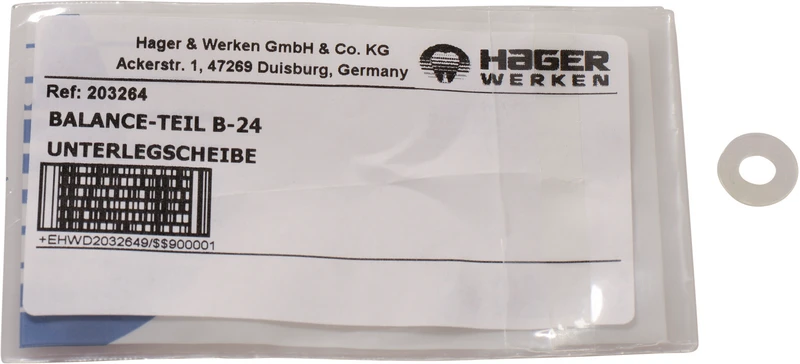 Hager & Werken GmbH & Co. KG
Ackerstr. 1, 47269 Duisburg, Germany
HAGER
WERKEN
Ref: 203264
BALANCE-TEIL B-24
UNTERLEGSCHEIBE
+EHWD2032649/$$900001